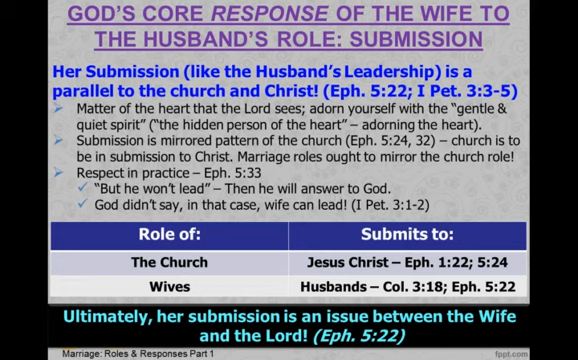 GOD’S CORE RESPONSE OF THE WIFE TO
THE HUSBAND’S ROLE: SUBMISSION
Her Submission (like the Husband’s Leadership) is a
parallel to the church and Christ! (Eph. 5:22; I Pet. 3:3-5)
Matter of the heart that the Lord sees; adorn yourself with the “gentle &
quiet spirit” (“the hidden person of the heart” – adorning the heart).
Submission is mirrored pattern of the church (Eph. 5:24, 32) – church is to
be in submission to Christ. Marriage roles ought to mirror the church role!
Respect in practice – Eph. 5:33
“But he won’t lead” – Then he will answer to God.
God didn’t say, in that case, wife can lead! (I Pet. 3:1-2)
Role of: Submits to:
The Church Jesus Christ – Eph. 1:22; 5:24
Wives Husbands – Col. 3:18; Eph. 5:22
Ultimately, her submission is an issue between the Wife
and the Lord! (Eph. 5:22)
Marriage: Roles & Responses Part 1 fppt.com